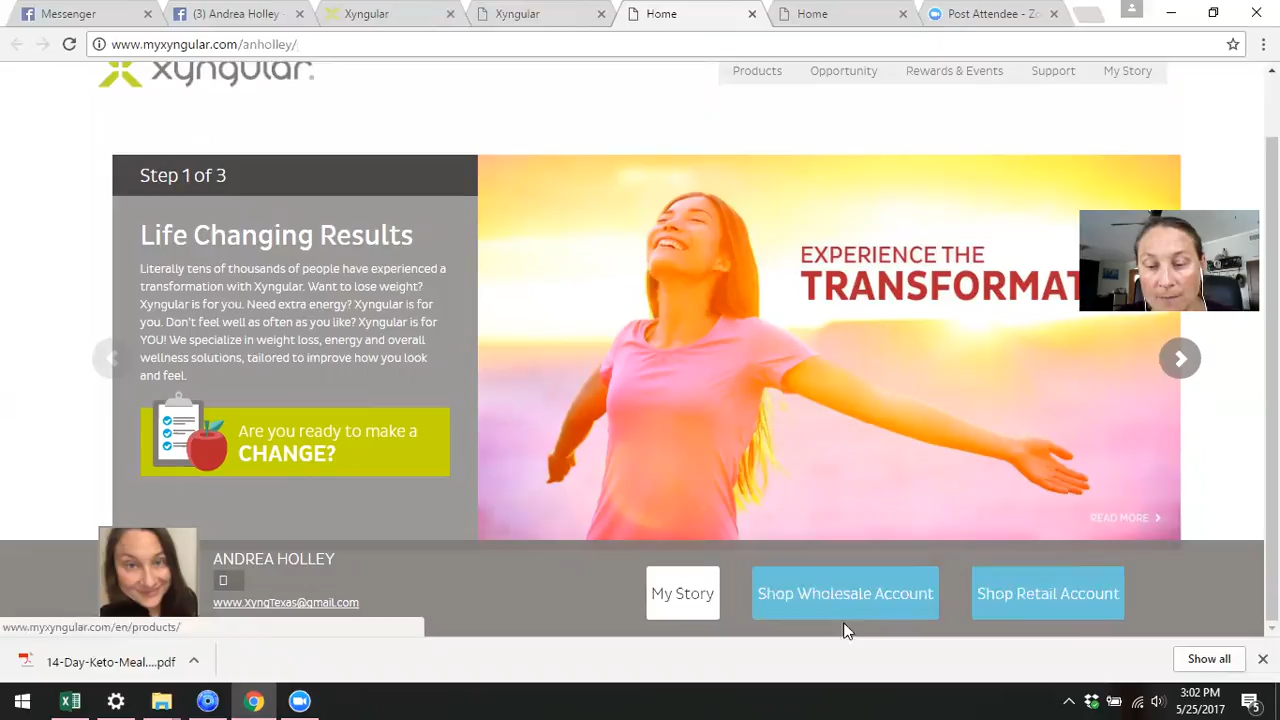 Messenger
(3) Andrea Holley -
Xyngular
Xyngular
Home
Home
Post Attendee - Zo
www.myxyngular.com/anholley/
xyngular.
Products
Opportunity
Rewards & Events
Support
My Story
Step 1 of 3
Life Changing Results
Literally tens of thousands of people have experienced a
transformation with Xyngular. Want to lose weight?
Xyngular is for you. Need extra energy? Xyngular is for
you. Don't feel well as often as you like? Xyngular is for
YOU! We specialize in weight loss, energy and overall
wellness solutions, tailored to improve how you look
and feel.
Are you ready to make a
CHANGE?
EXPERIENCE THE
TRANSFORMAT
READ MORE
ANDREA HOLLEY
www.XyngTexas@gmail.com
My Story
Shop Wholesale Account
Shop Retail Account
www.myxyngular.com/en/products/
14-Day-Keto-Meal....pdf
Show all
3:02 PM
5/25/2017
5